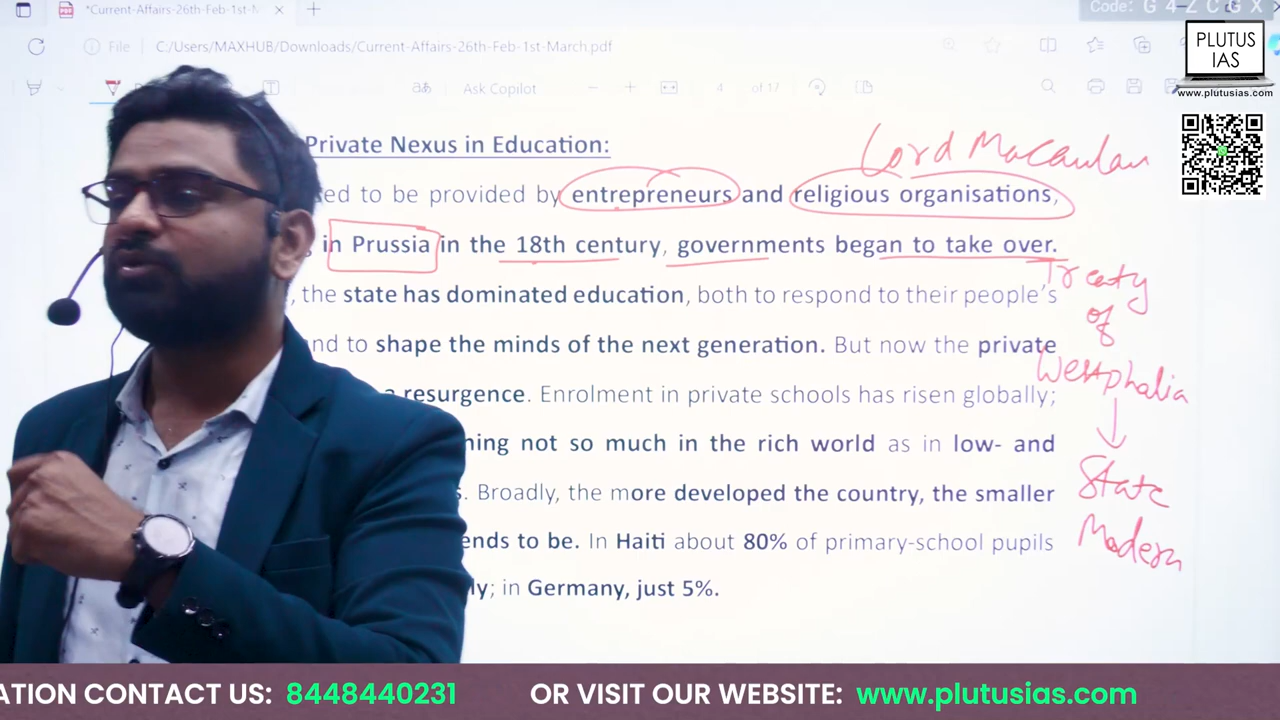 *Current-Affairs-26th-Feb-1st-M
Code: G 4 Z C G X
File C:/Users/MAXHUB/Downloads/Current-Affairs-26th-Feb-1st-March.pdf
Ask Copilot
4 of 17
PLUTUS
IAS
www.plutusias.com
Private Nexus in Education:
Lord Macaulay
to be provided by entrepreneurs and religious organisations,
in Prussia in the 18th century, governments began to take over.
Treaty
of
Westphalia
State
Modern
the state has dominated education, both to respond to their people's
and to shape the minds of the next generation. But now the private
resurgence. Enrolment in private schools has risen globally;
not so much in the rich world as in low- and
Broadly, the more developed the country, the smaller
to be. In Haiti about 80% of primary-school pupils
; in Germany, just 5%.
CONTACT US: 8448440231 OR VISIT OUR WEBSITE: www.plutusias.com